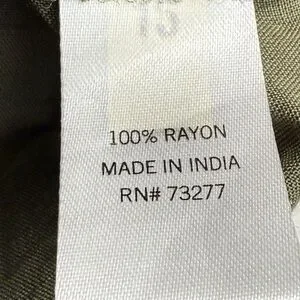 100% RAYON
MADE IN INDIA
RN# 73277